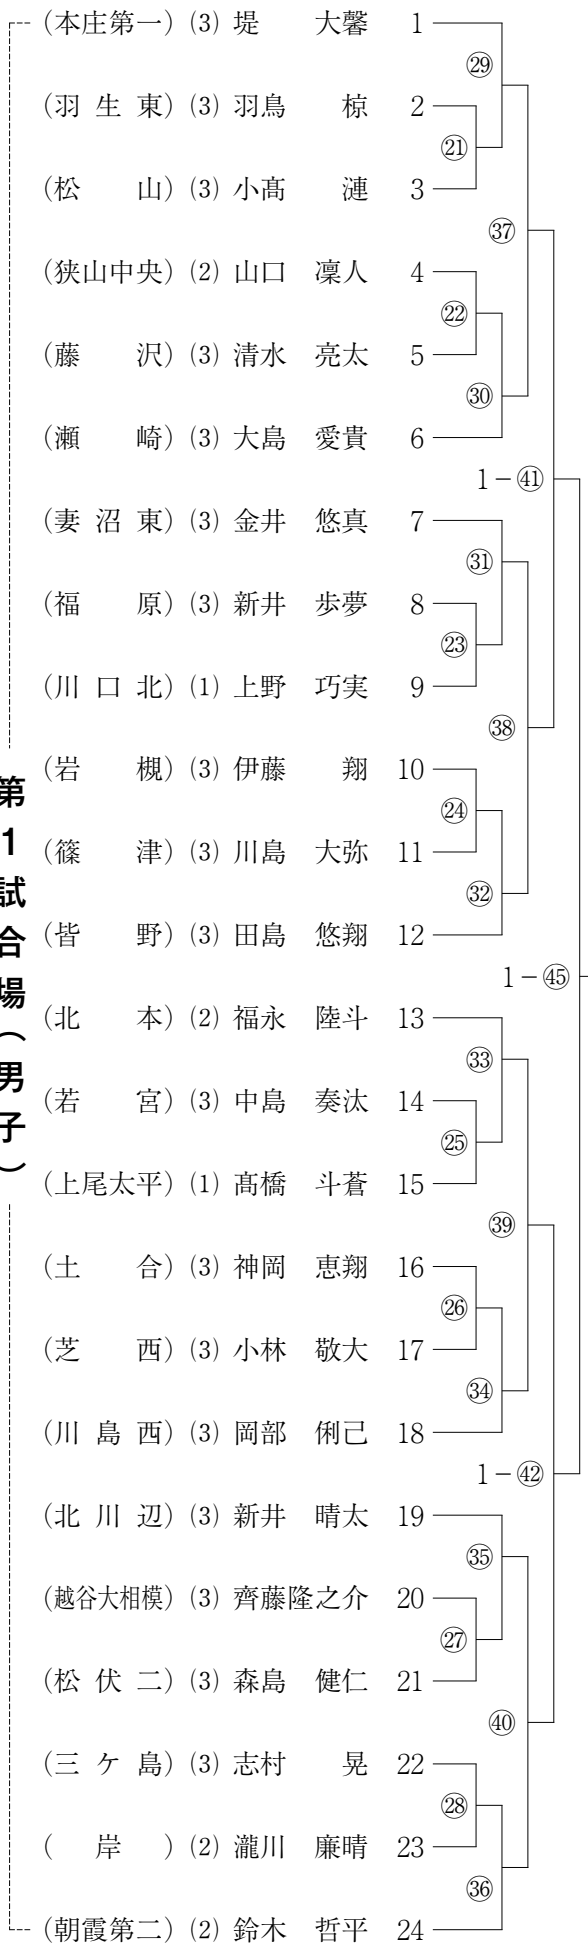 (本庄第一) (3) 堤 大馨 1
㉙
(羽生東) (3) 羽鳥 椋 2
㉑
(松山) (3) 小髙 漣 3
㊲
(狭山中央) (2) 山口 凜人 4
㉒
(藤沢) (3) 清水 亮太 5
㉚
(瀬崎) (3) 大島 愛貴 6
1-㊶
(妻沼東) (3) 金井 悠真 7
㉛
(福原) (3) 新井 歩夢 8
㉓
(川口北) (1) 上野 巧実 9
㊳
(岩槻) (3) 伊藤 翔 10
㉔
(篠津) (3) 川島 大弥 11
㉜
(皆野) (3) 田島 悠翔 12
第1試合場(男子)
1-㊺
(北本) (2) 福永 陸斗 13
㉝
(若宮) (3) 中島 奏汰 14
㉕
(上尾太平) (1) 髙橋 斗蒼 15
㊴
(土合) (3) 神岡 恵翔 16
㉖
(芝西) (3) 小林 敬大 17
㉞
(川島西) (3) 岡部 俐己 18
1-㊷
(北川辺) (3) 新井 晴太 19
㉟
(越谷大相模) (3) 齊藤隆之介 20
㉗
(松伏二) (3) 森島 健仁 21
㊵
(三ケ島) (3) 志村 晃 22
㉘
(岸) (2) 瀧川 廉晴 23
㊱
(朝霞第二) (2) 鈴木 哲平 24